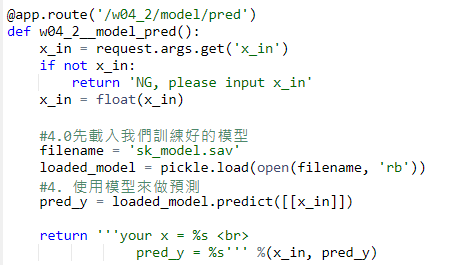 @app.route('/w04_2/model/pred')
def w04_2__model_pred():
    x_in = request.args.get('x_in')
    if not x_in:
        return 'NG, please input x_in'
    x_in = float(x_in)

    #4.0先載入我們訓練好的模型
    filename = 'sk_model.sav'
    loaded_model = pickle.load(open(filename, 'rb'))
    #4. 使用模型來做預測
    pred_y = loaded_model.predict([[x_in]])

    return '''your x = %s <br>
                pred_y = %s''' %(x_in, pred_y)